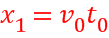 x₁ = v₀t₀